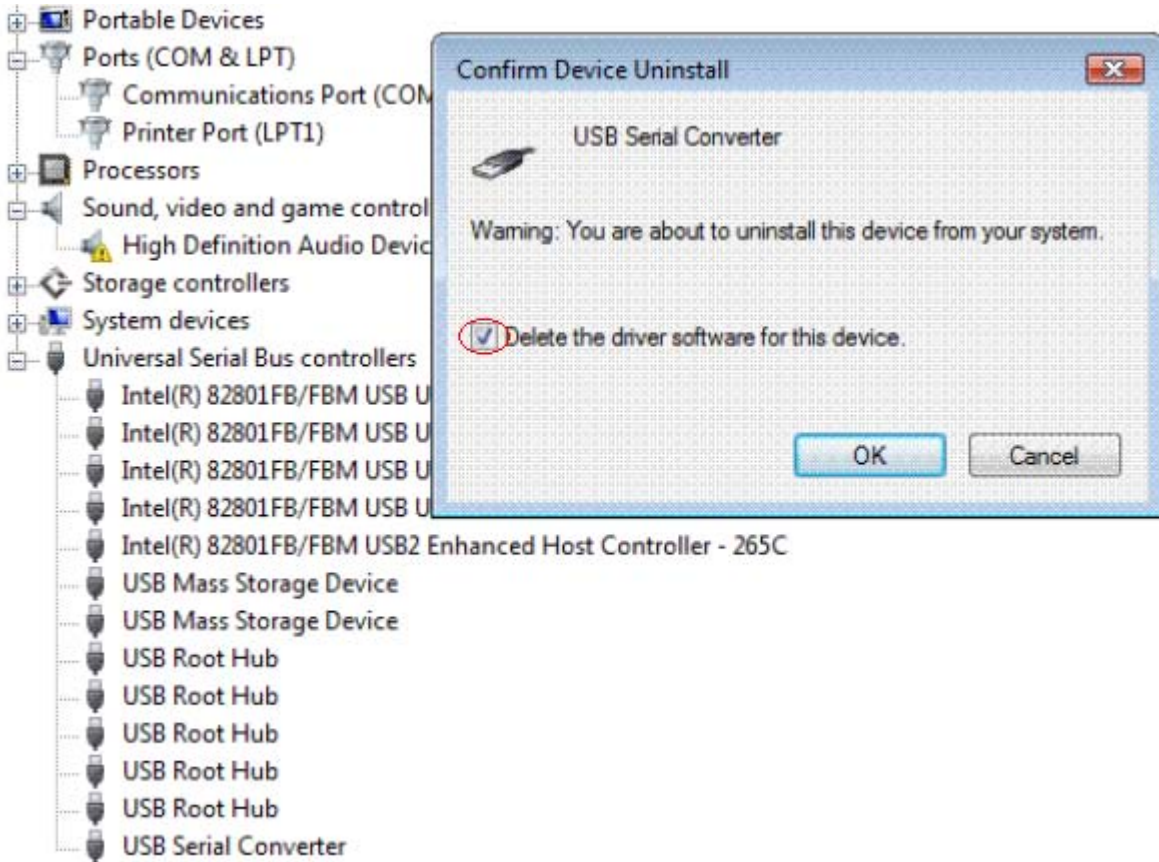 Portable Devices
Ports (COM & LPT)
Communications Port (COM
Printer Port (LPT1)
Processors
Sound, video and game control
High Definition Audio Devic
Storage controllers
System devices
Universal Serial Bus controllers
Intel(R) 82801FB/FBM USB U
Intel(R) 82801FB/FBM USB U
Intel(R) 82801FB/FBM USB U
Intel(R) 82801FB/FBM USB U
Intel(R) 82801FB/FBM USB2 Enhanced Host Controller - 265C
USB Mass Storage Device
USB Mass Storage Device
USB Root Hub
USB Root Hub
USB Root Hub
USB Root Hub
USB Root Hub
USB Serial Converter
Confirm Device Uninstall
USB Serial Converter
Warning: You are about to uninstall this device from your system.
Delete the driver software for this device.
OK Cancel